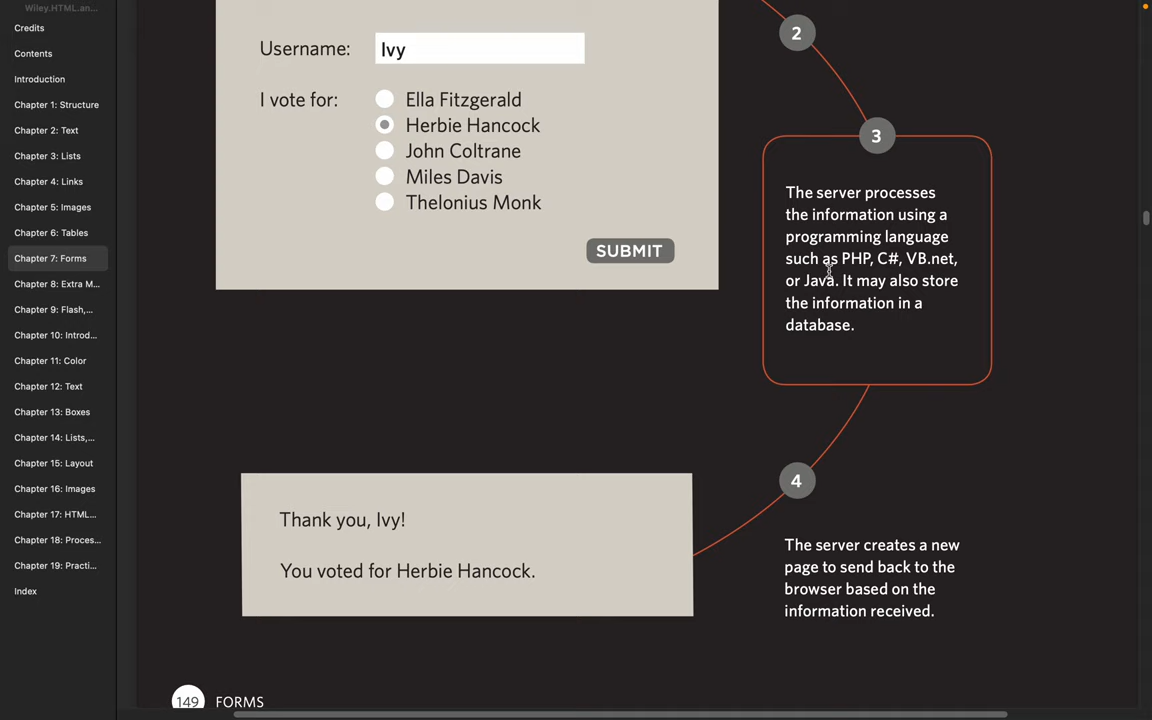 Wiley.HTML.an...
Credits
Contents
Introduction
Chapter 1: Structure
Chapter 2: Text
Chapter 3: Lists
Chapter 4: Links
Chapter 5: Images
Chapter 6: Tables
Chapter 7: Forms
Chapter 8: Extra M...
Chapter 9: Flash,...
Chapter 10: Introd...
Chapter 11: Color
Chapter 12: Text
Chapter 13: Boxes
Chapter 14: Lists,...
Chapter 15: Layout
Chapter 16: Images
Chapter 17: HTML...
Chapter 18: Proces...
Chapter 19: Practi...
Index
Username:
Ivy
I vote for:
Ella Fitzgerald
Herbie Hancock
John Coltrane
Miles Davis
Thelonius Monk
SUBMIT
2
3
The server processes
the information using a
programming language
such as PHP, C#, VB.net,
or Java. It may also store
the information in a
database.
4
The server creates a new
page to send back to the
browser based on the
information received.
Thank you, Ivy!
You voted for Herbie Hancock.
149 FORMS